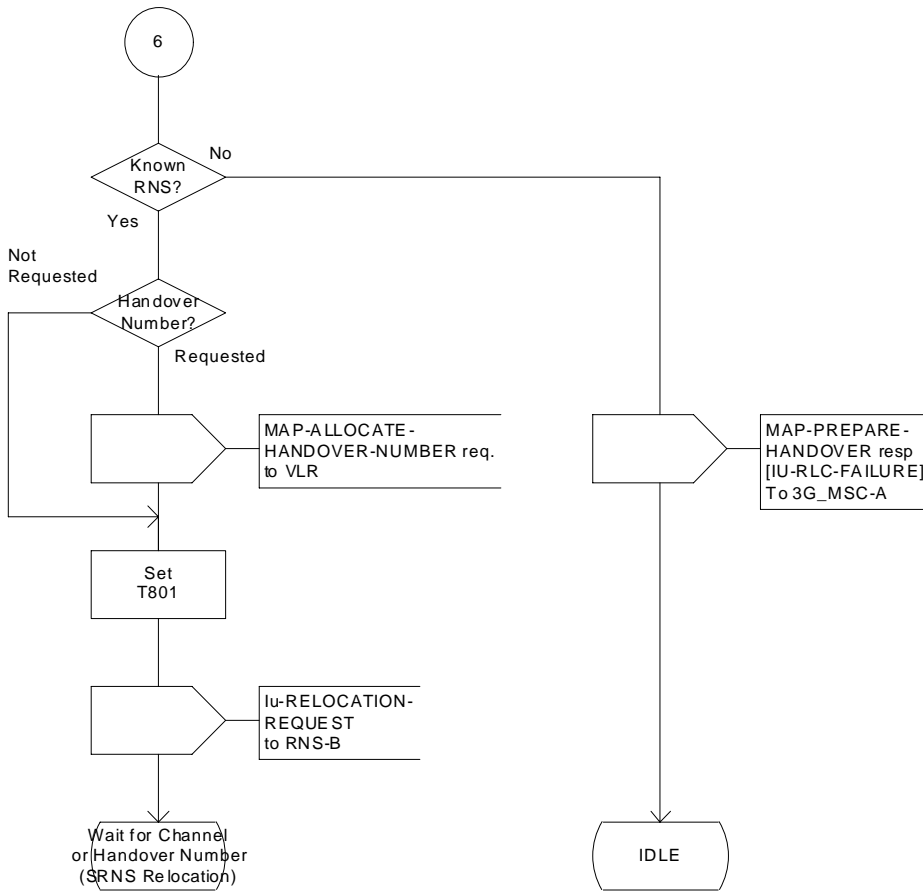 6
Known
RNS?
No
Yes
Not
Requested
Handover
Number?
Requested
MAP-ALLOCATE-
HANDOVER-NUMBER req.
to VLR
MAP-PREPARE-
HANDOVER resp
[IU-RLC-FAILURE]
To 3G_MSC-A
Set
T801
Iu-RELOCATION-
REQUEST
to RNS-B
Wait for Channel
or Handover Number
(SRNS Relocation)
IDLE